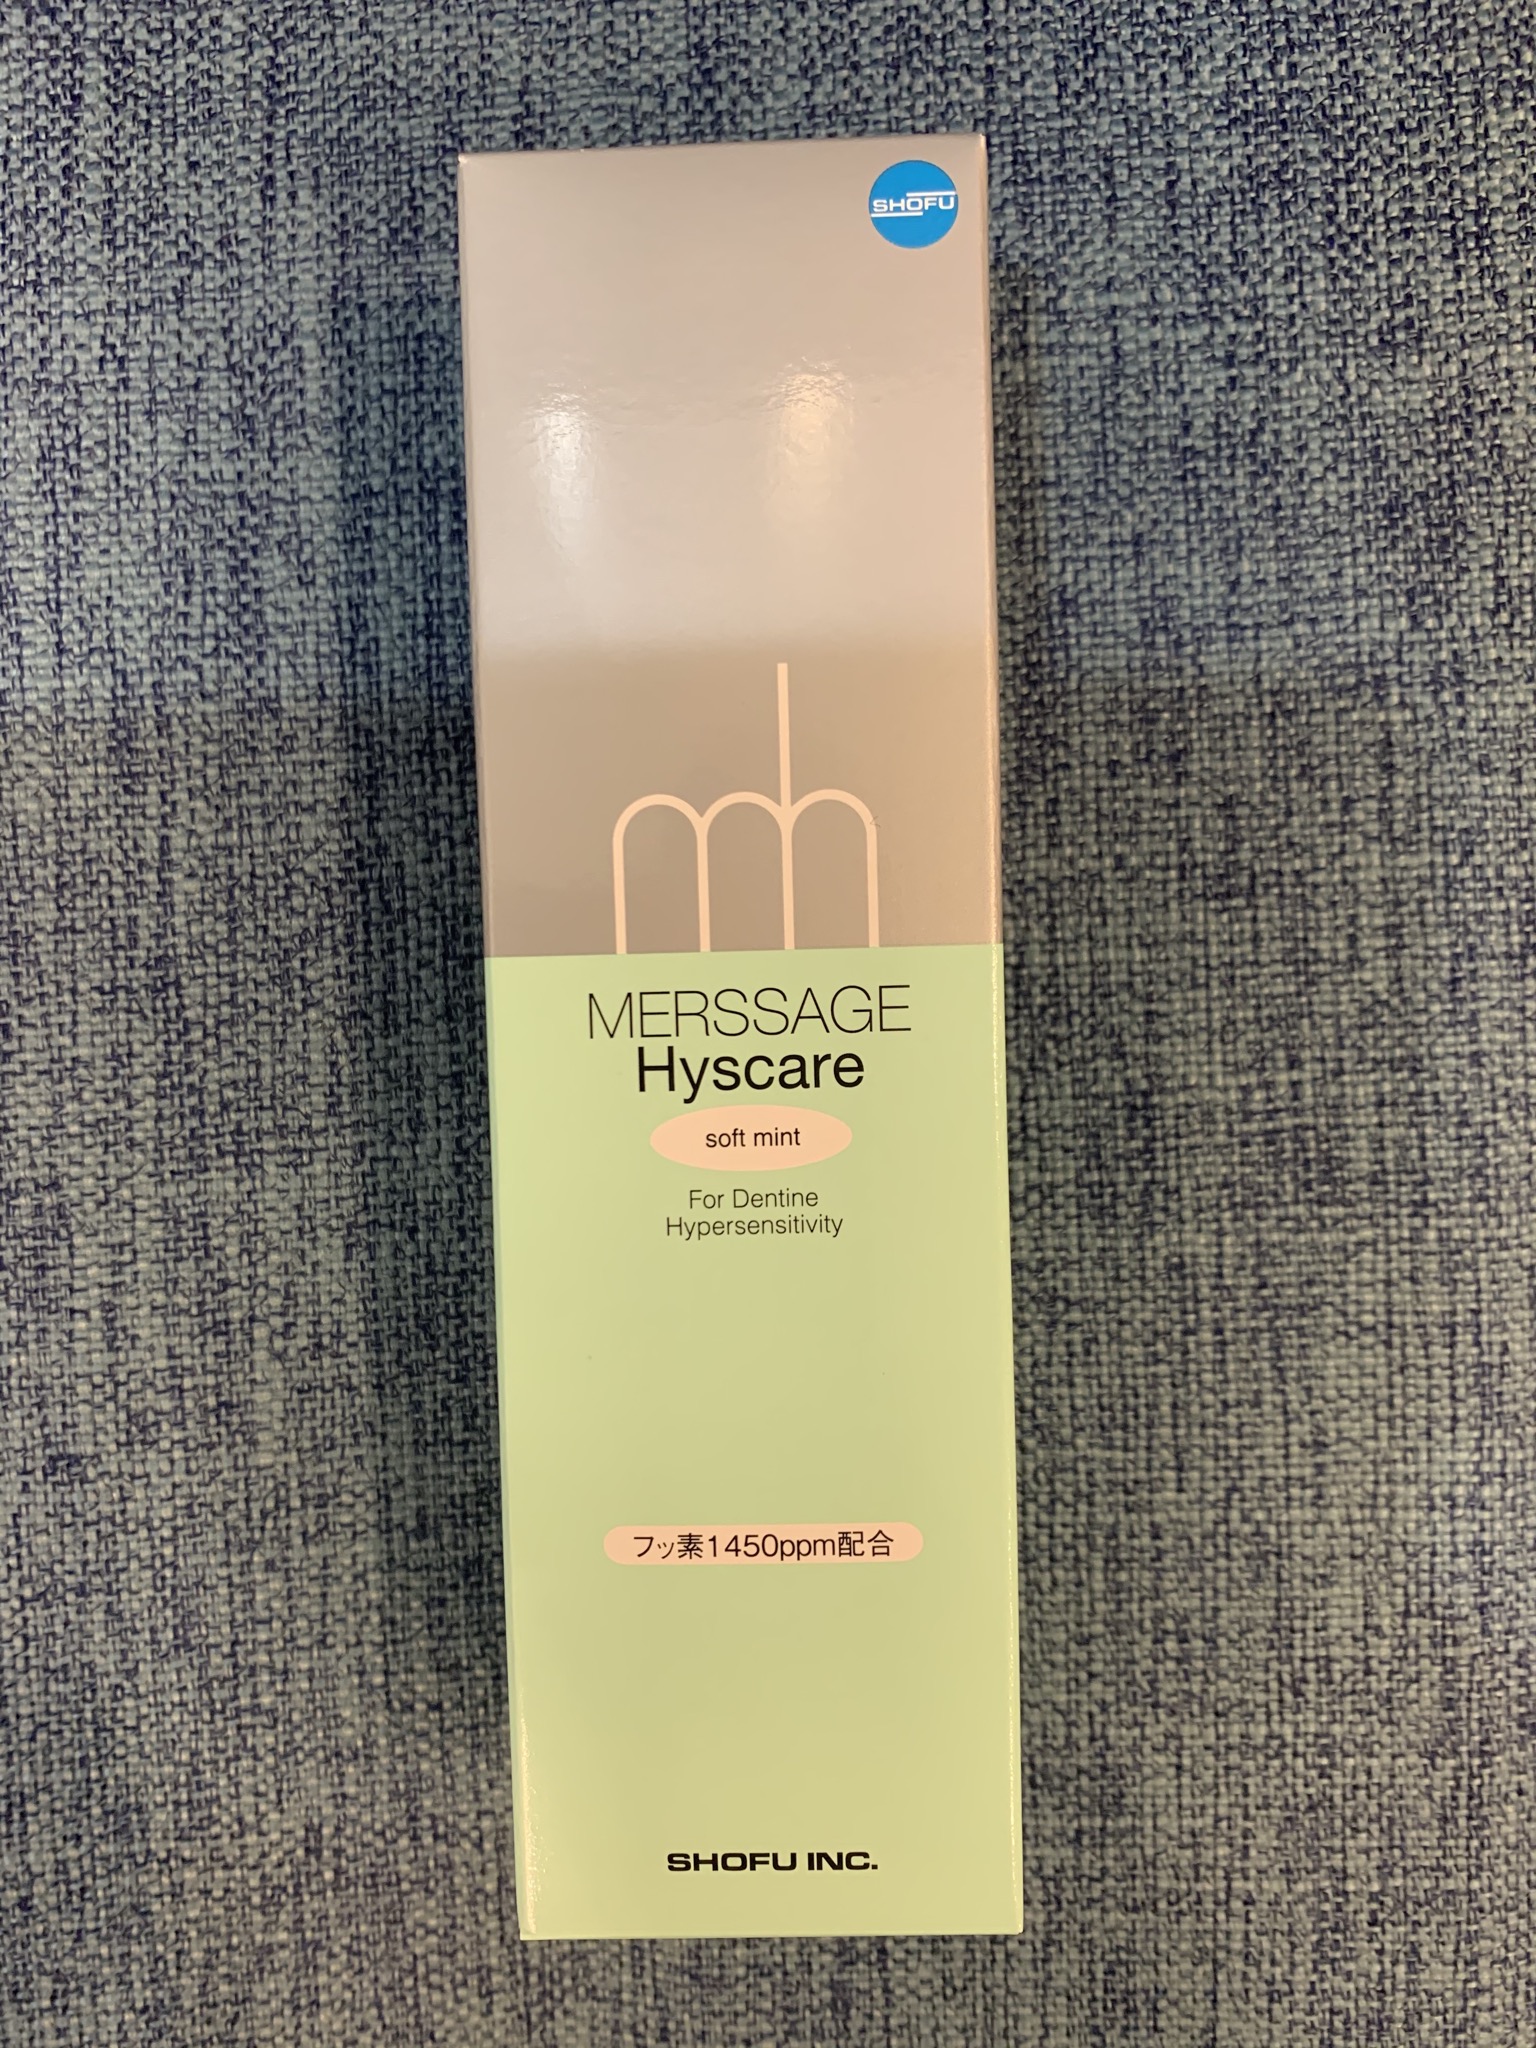 SHOFU
mh
MERSSAGE
Hyscare
soft mint
For Dentine
Hypersensitivity
フッ素1450ppm配合
SHOFU INC.